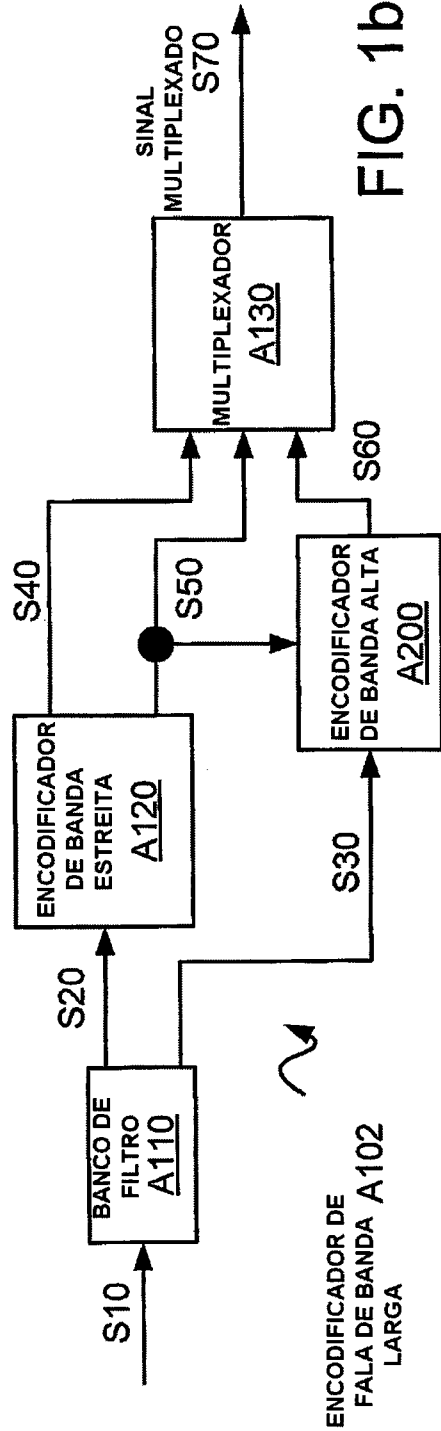 S10
BANCO DE
FILTRO
A110
S20
S30
ENCODIFICADOR
DE BANDA
ESTREITA
A120
S40
S50
ENCODIFICADOR
DE BANDA ALTA
A200
S60
MULTIPLEXADOR
A130
SINAL
MULTIPLEXADO
S70
ENCODIFICADOR DE
FALA DE BANDA A102
LARGA
FIG. 1b